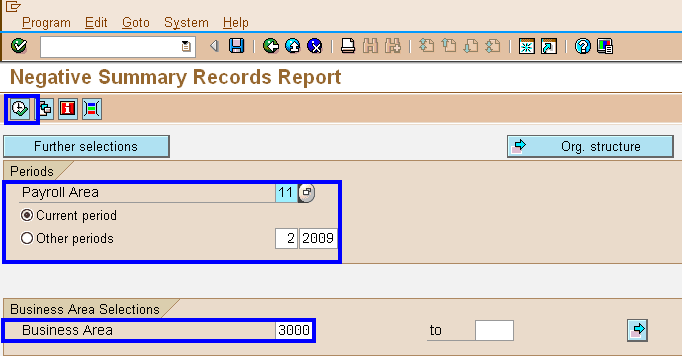 Program Edit Goto System Help
Negative Summary Records Report
Further selections Org. structure
Periods
Payroll Area 11
Current period
Other periods 2 2009
Business Area Selections
Business Area 3000 to